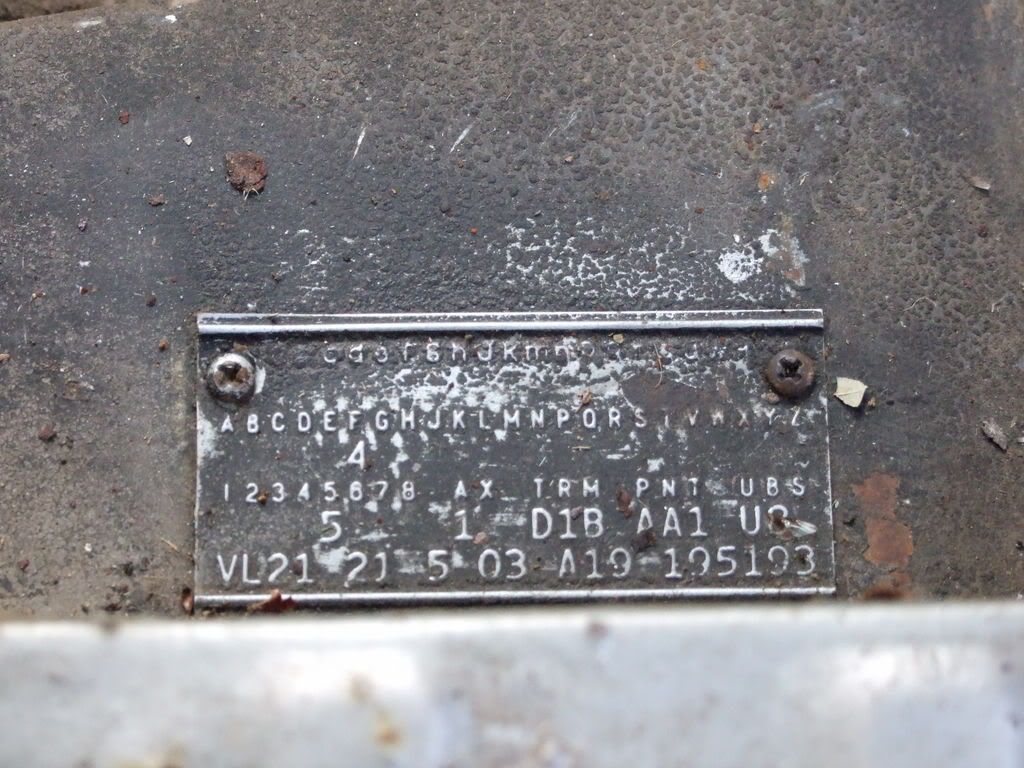 A B C D E F G H J K L M N P Q R S T V W X Y Z
4
1 2 3 4 5 6 7 8 AX TRM PNT UBS
5 1 D1B AA1
VL21 21 5 03 A19 195193